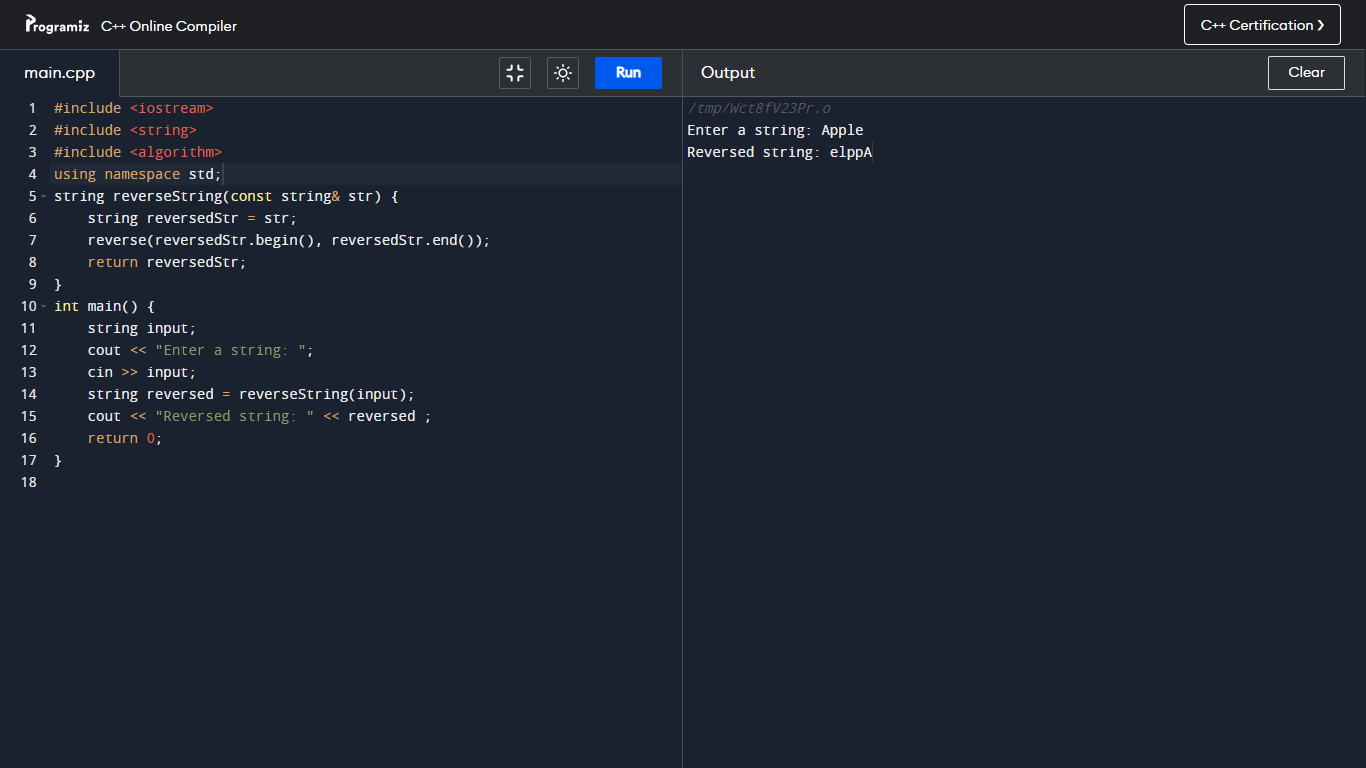 Programiz C++ Online Compiler
C++ Certification ❯
main.cpp
Run
Output
Clear
1 #include <iostream>
2 #include <string>
3 #include <algorithm>
4 using namespace std;
5 string reverseString(const string& str) {
6     string reversedStr = str;
7     reverse(reversedStr.begin(), reversedStr.end());
8     return reversedStr;
9 }
10 int main() {
11     string input;
12     cout << "Enter a string: ";
13     cin >> input;
14     string reversed = reverseString(input);
15     cout << "Reversed string: " << reversed ;
16     return 0;
17 }
18
/tmp/Wct8fV23Pr.o
Enter a string: Apple
Reversed string: elppA